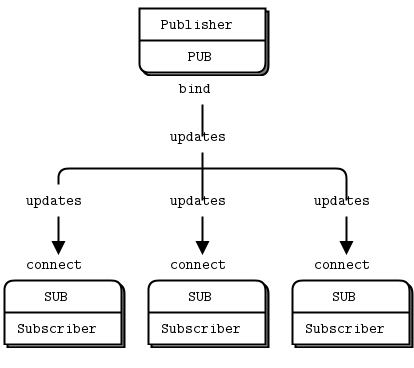 Publisher
PUB
bind
updates
updates updates updates
connect connect connect
SUB SUB SUB
Subscriber Subscriber Subscriber